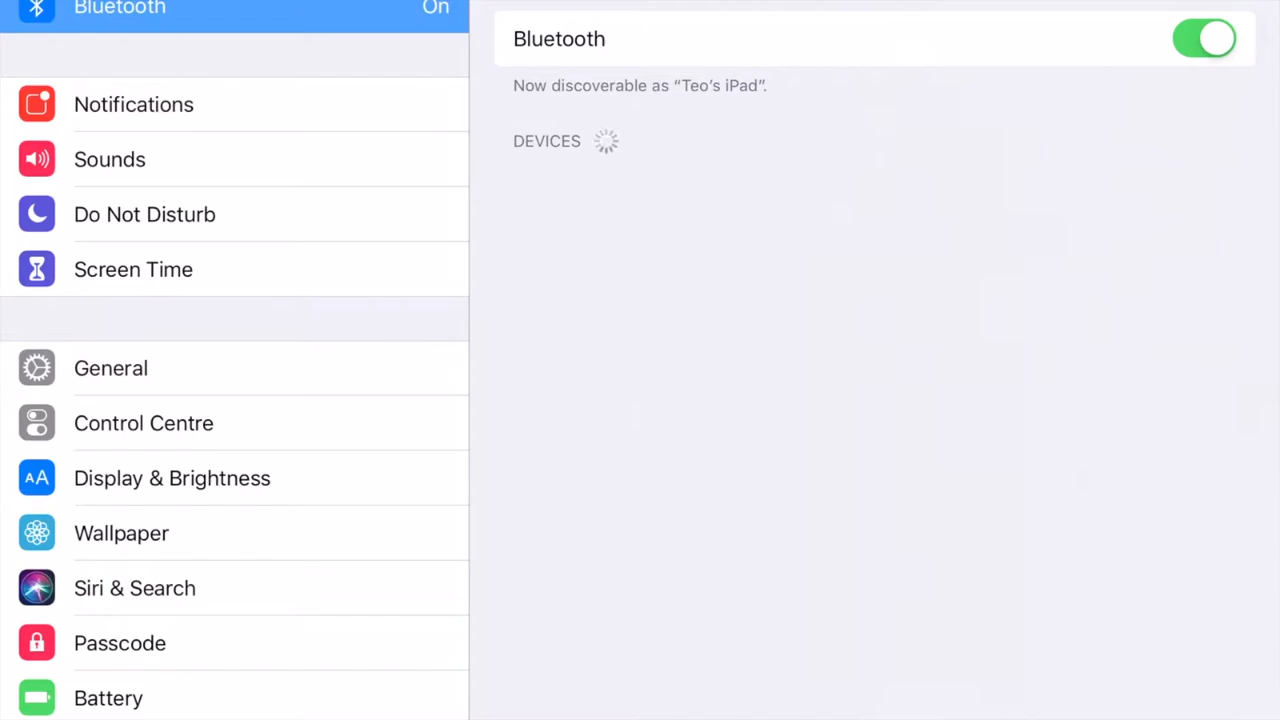 Bluetooth On
Notifications
Sounds
Do Not Disturb
Screen Time
General
Control Centre
AA Display & Brightness
Wallpaper
Siri & Search
Passcode
Battery
Bluetooth
Now discoverable as “Teo’s iPad”.
DEVICES